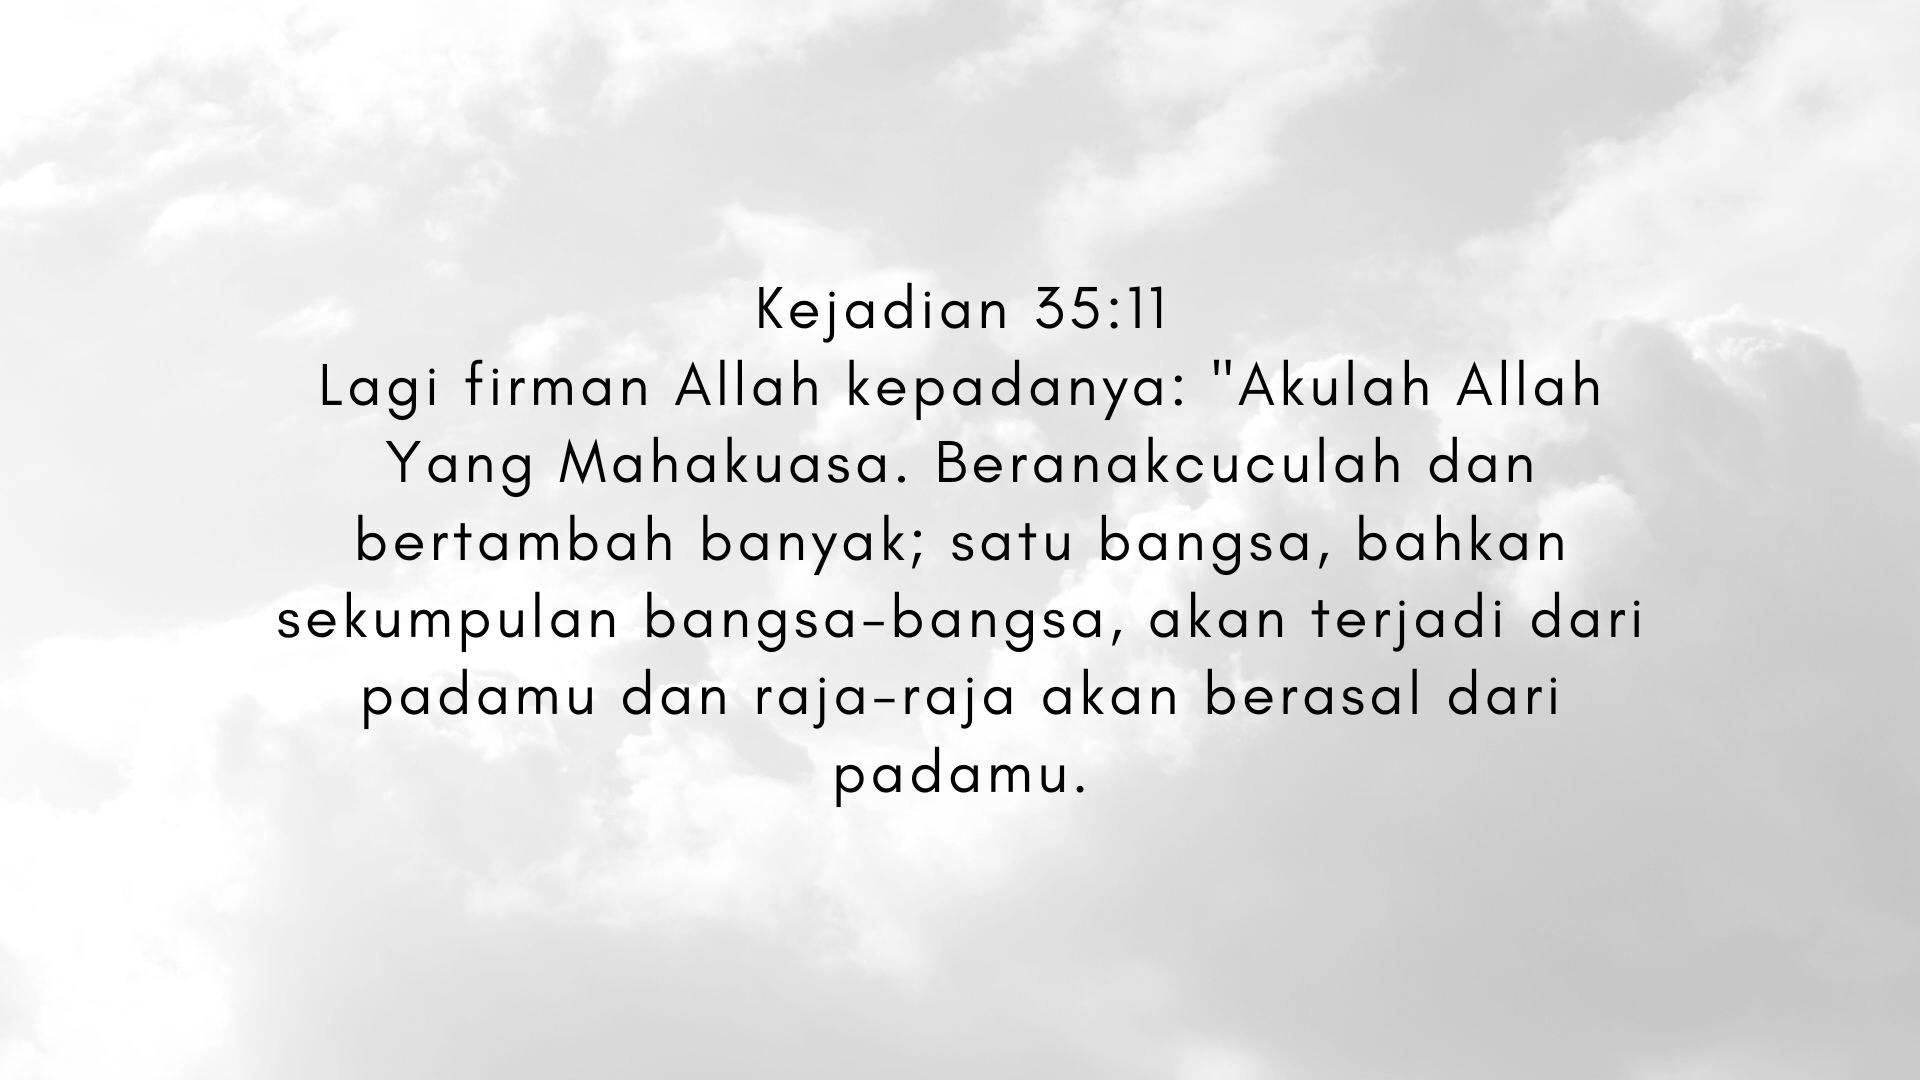 Kejadian 35:11
Lagi firman Allah kepadanya: "Akulah Allah
Yang Mahakuasa. Beranakcuculah dan
bertambah banyak; satu bangsa, bahkan
sekumpulan bangsa-bangsa, akan terjadi dari
padamu dan raja-raja akan berasal dari
padamu.